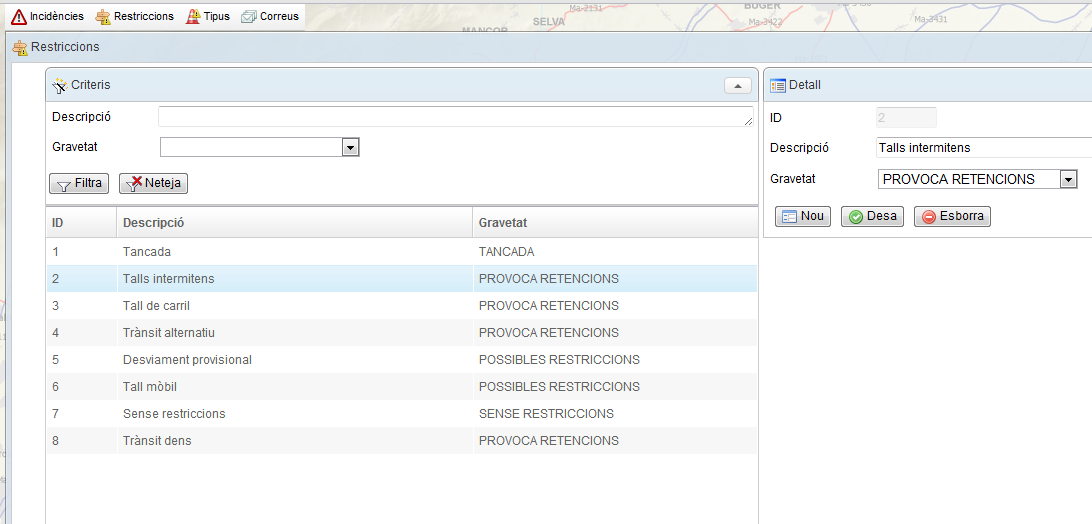 Incidències Restriccions Tipus Correus
Ma-2131
BUGER
SELVA
Ma-3422
Ma-3431
MANCOR
Restriccions
Criteris
Descripció
Gravetat
Filtra Neteja
ID Descripció Gravetat
1 Tancada TANCADA
2 Talls intermitens PROVOCA RETENCIONS
3 Tall de carril PROVOCA RETENCIONS
4 Trànsit alternatiu PROVOCA RETENCIONS
5 Desviament provisional POSSIBLES RESTRICCIONS
6 Tall mòbil POSSIBLES RESTRICCIONS
7 Sense restriccions SENSE RESTRICCIONS
8 Trànsit dens PROVOCA RETENCIONS
Detall
ID 2
Descripció Talls intermitens
Gravetat PROVOCA RETENCIONS
Nou Desa Esborra